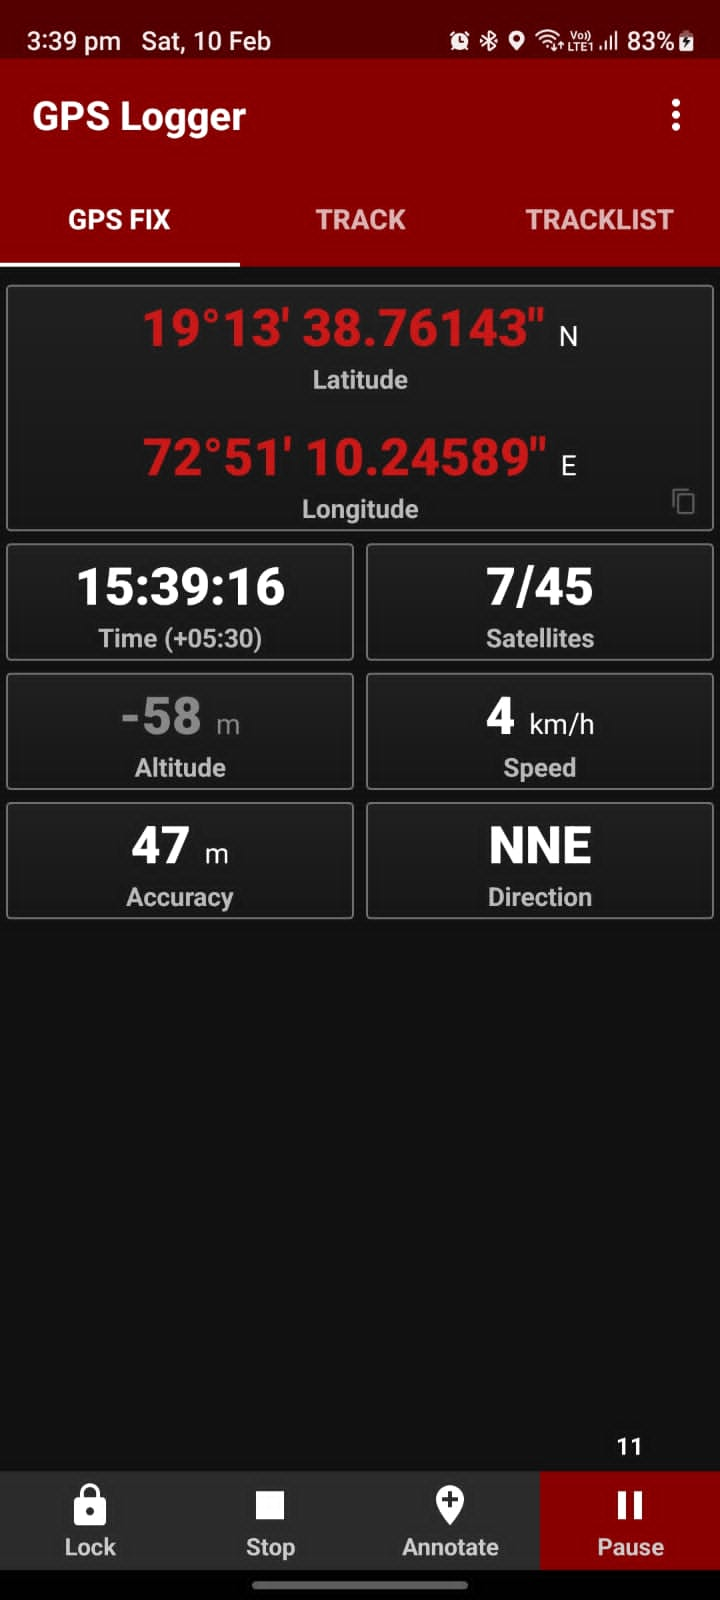 3:39 pm Sat, 10 Feb Vo)) LTE1 83%
GPS Logger
GPS FIX TRACK TRACKLIST
19°13' 38.76143" N
Latitude
72°51' 10.24589" E
Longitude
15:39:16 7/45
Time (+05:30) Satellites
-58 m 4 km/h
Altitude Speed
47 m NNE
Accuracy Direction
11
Lock Stop Annotate Pause